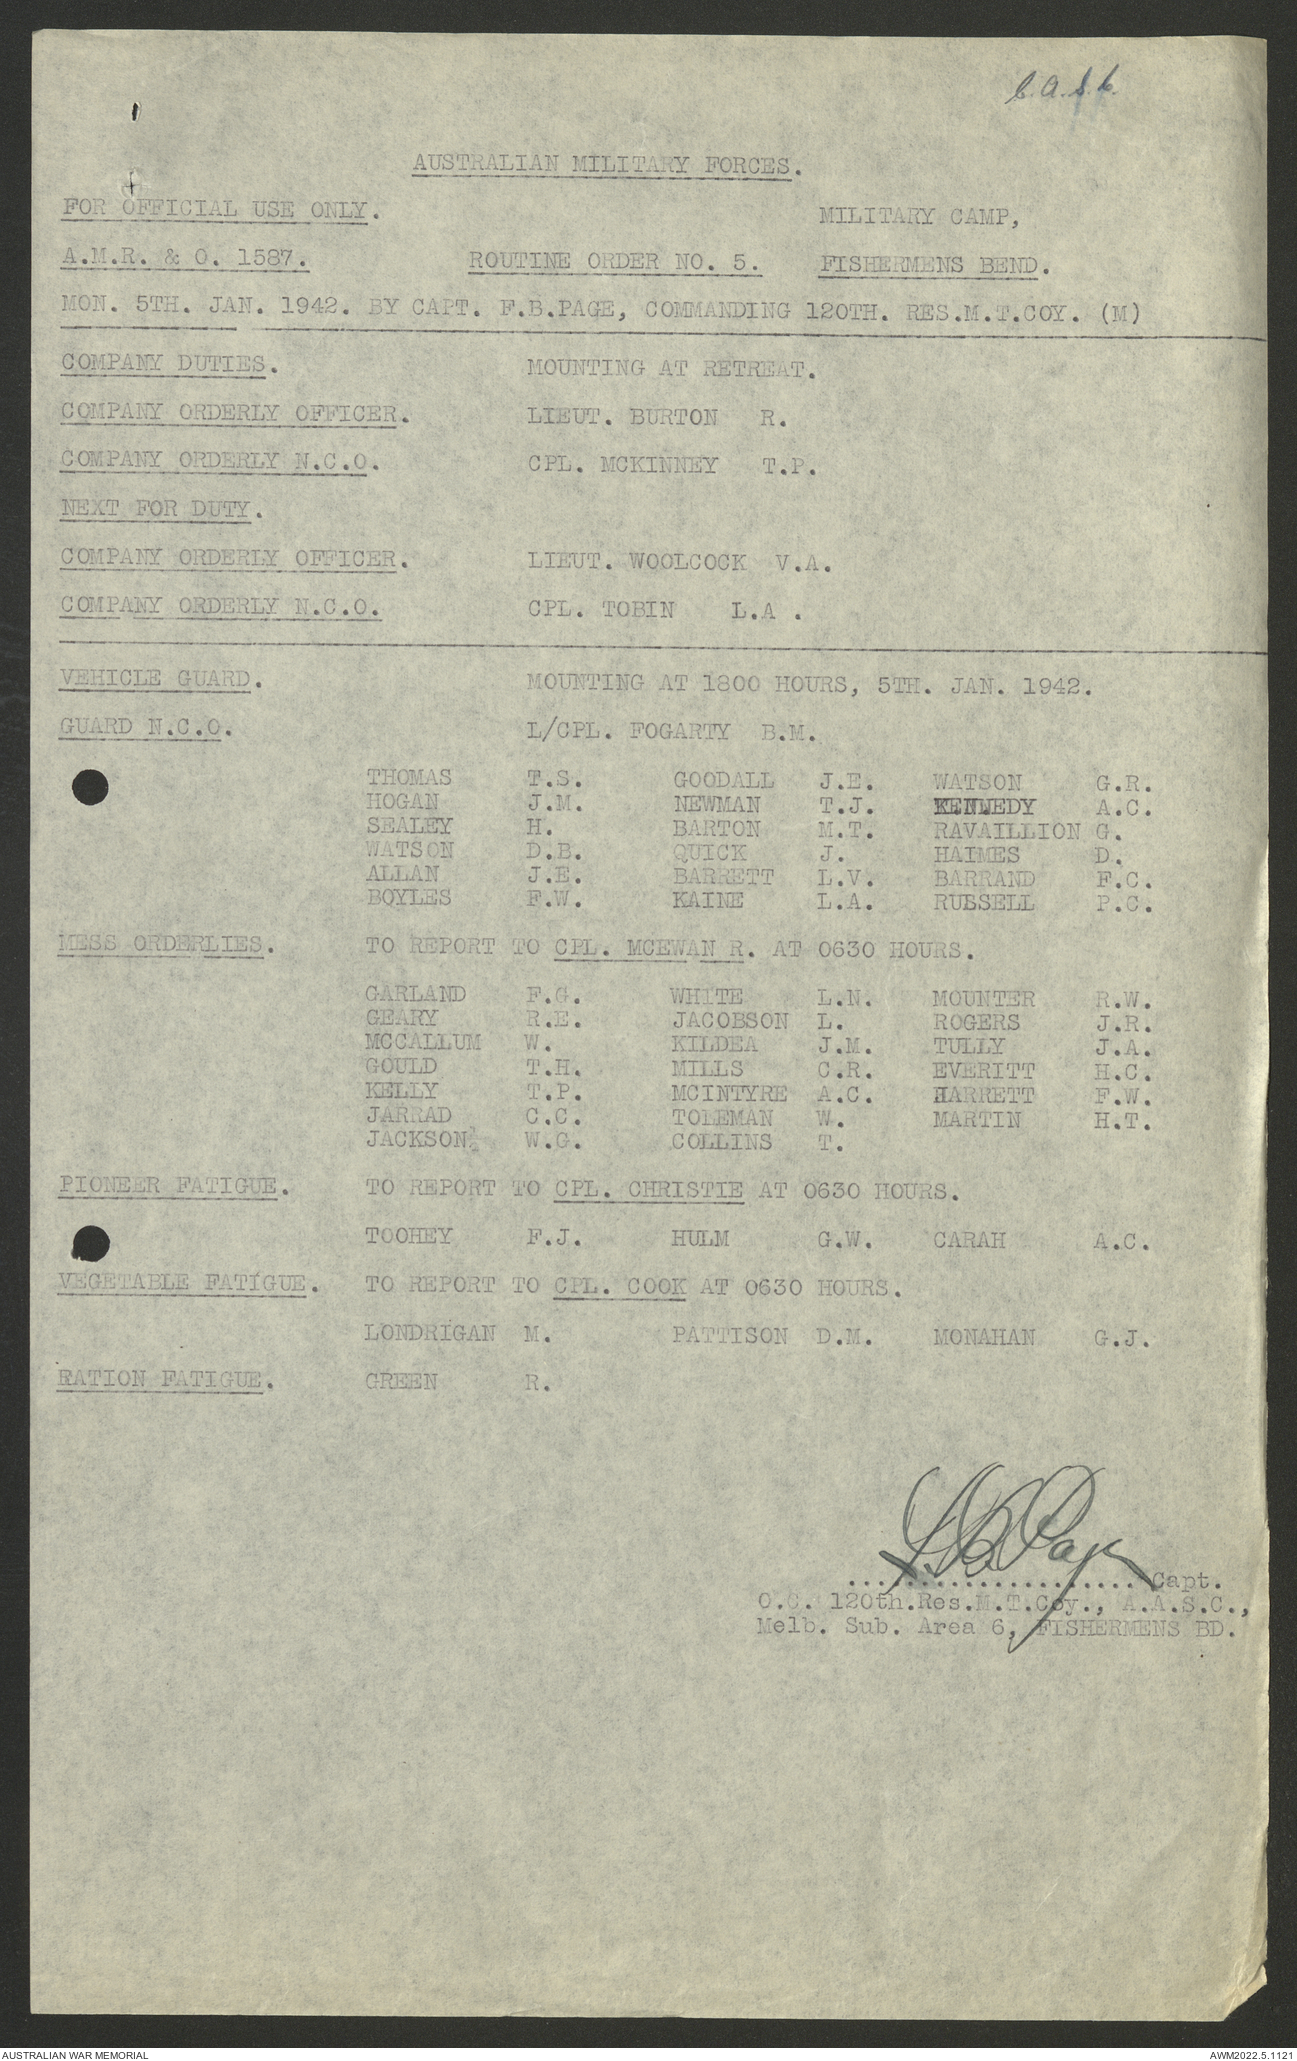 C.A.S.C.
AUSTRALIAN MILITARY FORCES.
FOR OFFICIAL USE ONLY. MILITARY CAMP,
A.M.R. & O. 1587. ROUTINE ORDER NO. 5. FISHERMENS BEND.
MON. 5TH. JAN. 1942. BY CAPT. F.B.PAGE, COMMANDING 120TH. RES.M.T.COY. (M)
COMPANY DUTIES. MOUNTING AT RETREAT.
COMPANY ORDERLY OFFICER. LIEUT. BURTON R.
COMPANY ORDERLY N.C.O. CPL. MCKINNEY T.P.
NEXT FOR DUTY.
COMPANY ORDERLY OFFICER. LIEUT. WOOLCOCK V.A.
COMPANY ORDERLY N.C.O. CPL. TOBIN L.A .
VEHICLE GUARD. MOUNTING AT 1800 HOURS, 5TH. JAN. 1942.
GUARD N.C.O. L/CPL. FOGARTY B.M.
THOMAS T.S. GOODALL J.E. WATSON G.R.
HOGAN J.M. NEWMAN T.J. KENNEDY A.C.
SEALEY H. BARTON M.T. RAVAILLION G.
WATSON D.B. QUICK J. HAIMES D.
ALLAN J.E. BARRETT L.V. BARRAND F.C.
BOYLES F.W. KAINE L.A. RUSSELL P.C.
MESS ORDERLIES. TO REPORT TO CPL. MCEWAN R. AT 0630 HOURS.
GARLAND F.G. WHITE L.N. MOUNTER R.W.
GEARY R.E. JACOBSON L. ROGERS J.R.
MCCALLUM W. KILDEA J.M. TULLY J.A.
GOULD T.H. MILLS C.R. EVERITT H.C.
KELLY T.P. MCINTYRE A.C. HARRETT F.W.
JARRAD C.C. TOLEMAN W. MARTIN H.T.
JACKSON W.G. COLLINS T.
PIONEER FATIGUE. TO REPORT TO CPL. CHRISTIE AT 0630 HOURS.
TOOHEY F.J. HULM G.W. CARAH A.C.
VEGETABLE FATIGUE. TO REPORT TO CPL. COOK AT 0630 HOURS.
LONDRIGAN M. PATTISON D.M. MONAHAN G.J.
RATION FATIGUE. GREEN R.
F.B. Page
.................... Capt.
O.C. 120th.Res.M.T.Coy., A.A.S.C.,
Melb. Sub. Area 6, FISHERMENS BD.
AUSTRALIAN WAR MEMORIAL AWM2022.5.1121